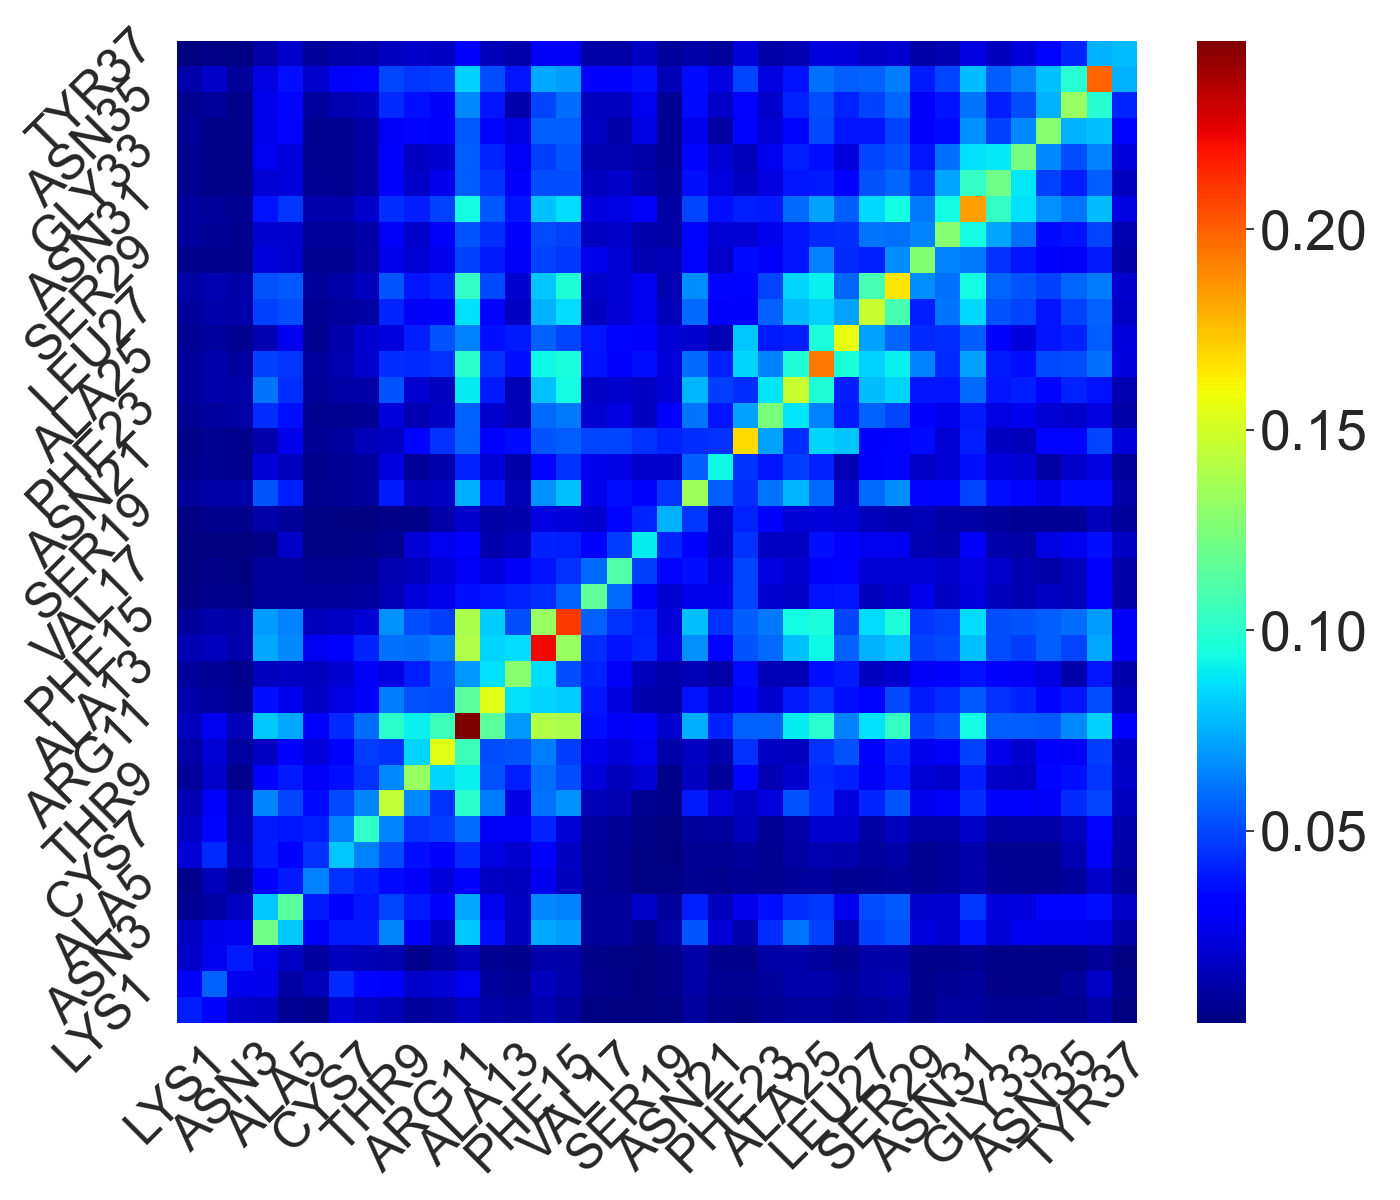 TYR37
ASN35
GLY33
ASN31
SER29
LEU27
ALA25
PHE23
ASN21
SER19
VAL17
PHE15
ALA13
ARG11
THR9
CYS7
ALA5
ASN3
LYS1
LYS1
ASN3
ALA5
CYS7
THR9
ARG11
ALA13
PHE15
VAL17
SER19
ASN21
PHE23
ALA25
LEU27
SER29
ASN31
GLY33
ASN35
TYR37
0.20
0.15
0.10
0.05